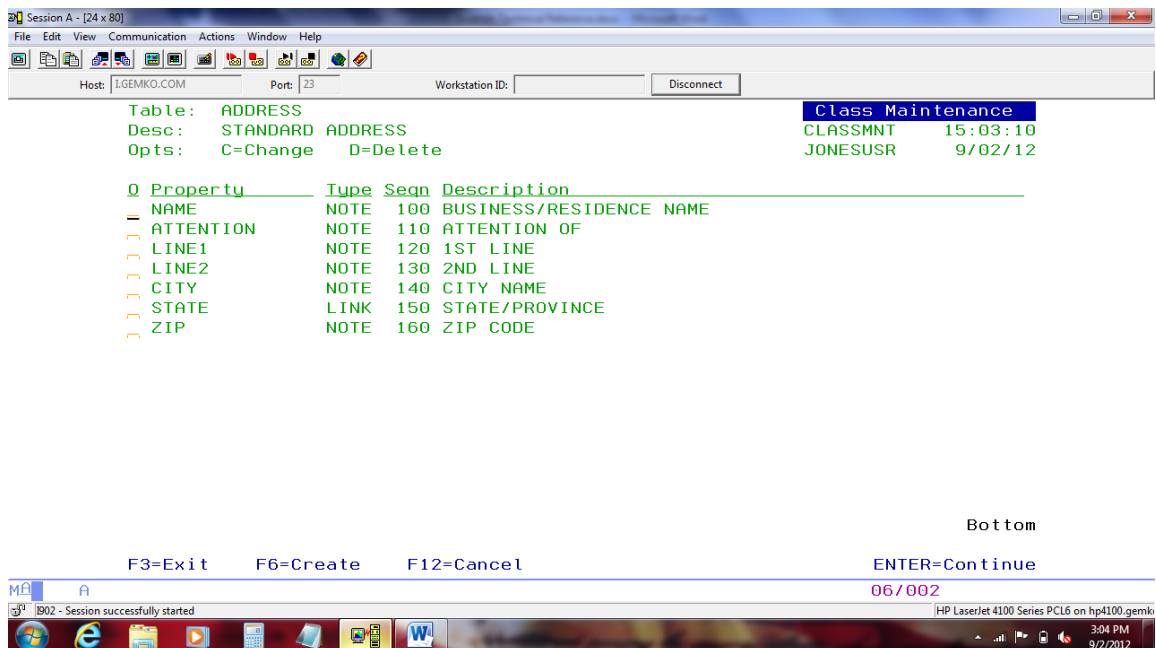 Session A - [24 x 80]
File Edit View Communication Actions Window Help
Host: I.GEMKO.COM Port: 23 Workstation ID: Disconnect
Table: ADDRESS Class Maintenance
Desc: STANDARD ADDRESS CLASSMNT 15:03:10
Opts: C=Change D=Delete JONESUSR 9/02/12
O Property Type Seqn Description
_ NAME NOTE 100 BUSINESS/RESIDENCE NAME
_ ATTENTION NOTE 110 ATTENTION OF
_ LINE1 NOTE 120 1ST LINE
_ LINE2 NOTE 130 2ND LINE
_ CITY NOTE 140 CITY NAME
_ STATE LINK 150 STATE/PROVINCE
_ ZIP NOTE 160 ZIP CODE
Bottom
F3=Exit F6=Create F12=Cancel ENTER=Continue
MA A 06/002
I902 - Session successfully started HP LaserJet 4100 Series PCL6 on hp4100.gemk
3:04 PM
9/2/2012